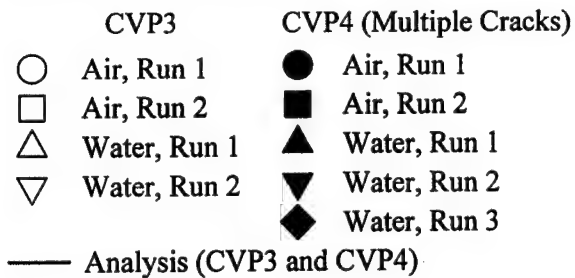 CVP3 CVP4 (Multiple Cracks)
Air, Run 1 Air, Run 1
Air, Run 2 Air, Run 2
Water, Run 1 Water, Run 1
Water, Run 2 Water, Run 2
Water, Run 3
Analysis (CVP3 and CVP4)